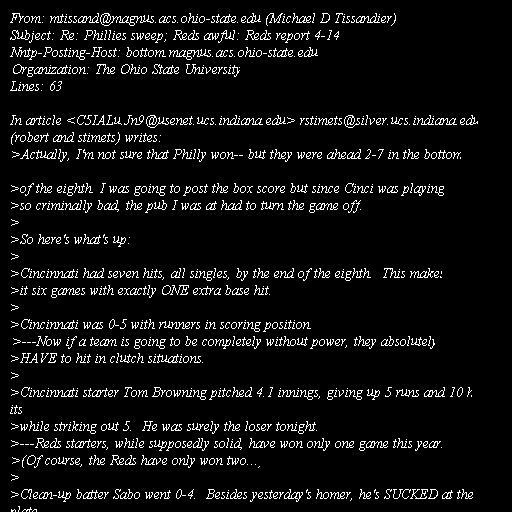 From: mtissand@magnus.acs.ohio-state.edu (Michael D Tissandier)
Subject: Re: Phillies sweep; Reds awful: Reds report 4-14
Nntp-Posting-Host: bottom.magnus.acs.ohio-state.edu
Organization: The Ohio State University
Lines: 63

In article <C5IALu.Jn9@usenet.ucs.indiana.edu> rstimets@silver.ucs.indiana.edu
(robert and stimets) writes:
>Actually, I'm not sure that Philly won-- but they were ahead 2-7 in the bottom

>of the eighth. I was going to post the box score but since Cinci was playing
>so criminally bad, the pub I was at had to turn the game off.
>
>So here's what's up:
>
>Cincinnati had seven hits, all singles, by the end of the eighth.  This makes
>it six games with exactly ONE extra base hit.
>
>Cincinnati was 0-5 with runners in scoring position.
>---Now if a team is going to be completely without power, they absolutely
>HAVE to hit in clutch situations.
>
>Cincinnati starter Tom Browning pitched 4.1 innings, giving up 5 runs and 10 h
its
>while striking out 5.  He was surely the loser tonight.
>---Reds starters, while supposedly solid, have won only one game this year.
>(Of course, the Reds have only won two...,
>
>Clean-up batter Sabo went 0-4.  Besides yesterday's homer, he's SUCKED at the
plate